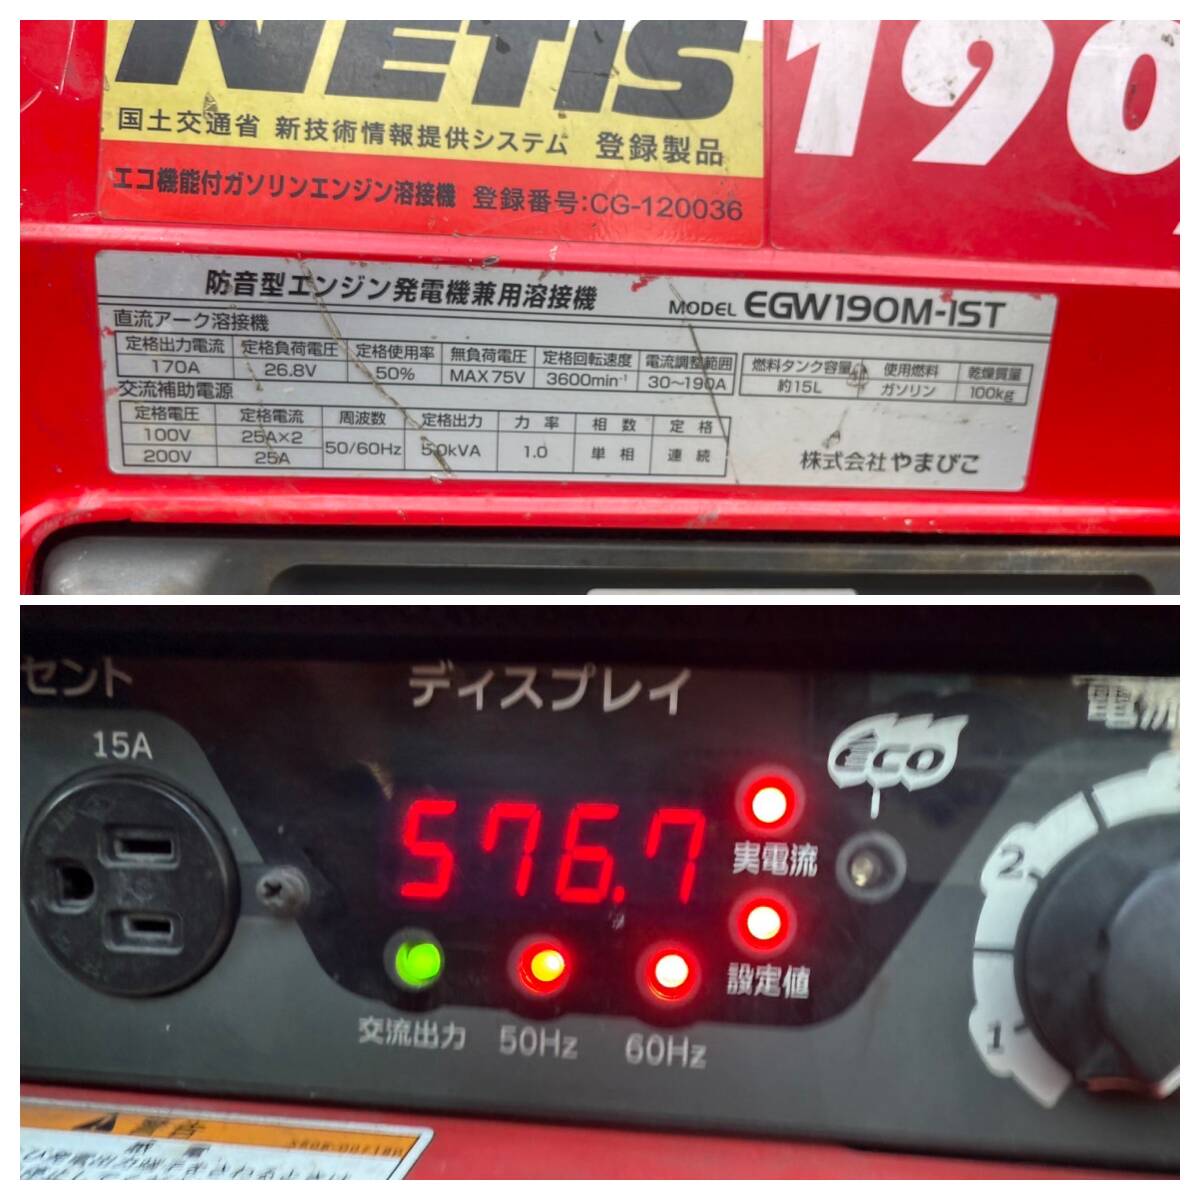 NETIS
190
国土交通省 新技術情報提供システム 登録製品
エコ機能付ガソリンエンジン溶接機 登録番号:CG-120036
防音型エンジン発電機兼用溶接機 MODEL EGW190M-IST
直流アーク溶接機
定格出力電流 定格負荷電圧 定格使用率 無負荷電圧 定格回転速度 電流調整範囲 燃料タンク容量 使用燃料 乾燥質量
170A 26.8V 50% MAX 75V 3600min⁻¹ 30～190A 約15L ガソリン 100kg
交流補助電源
定格電圧 定格電流 周波数 定格出力 力率 相数 定格
100V 25A×2 50/60Hz 5.0kVA 1.0 単相 連続
200V 25A
株式会社やまびこ
セント
ディスプレイ
電流
15A
eco
576.7
実電流
設定値
交流出力 50Hz 60Hz
2
1
警告